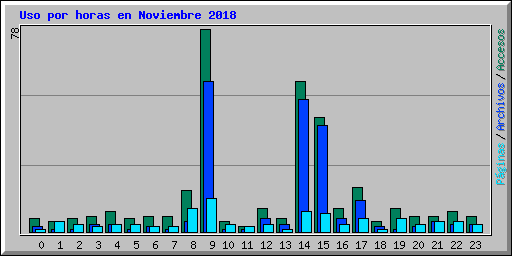 Uso por horas en Noviembre 2018
78
Páginas / Archivos / Accesos
0 1 2 3 4 5 6 7 8 9 10 11 12 13 14 15 16 17 18 19 20 21 22 23